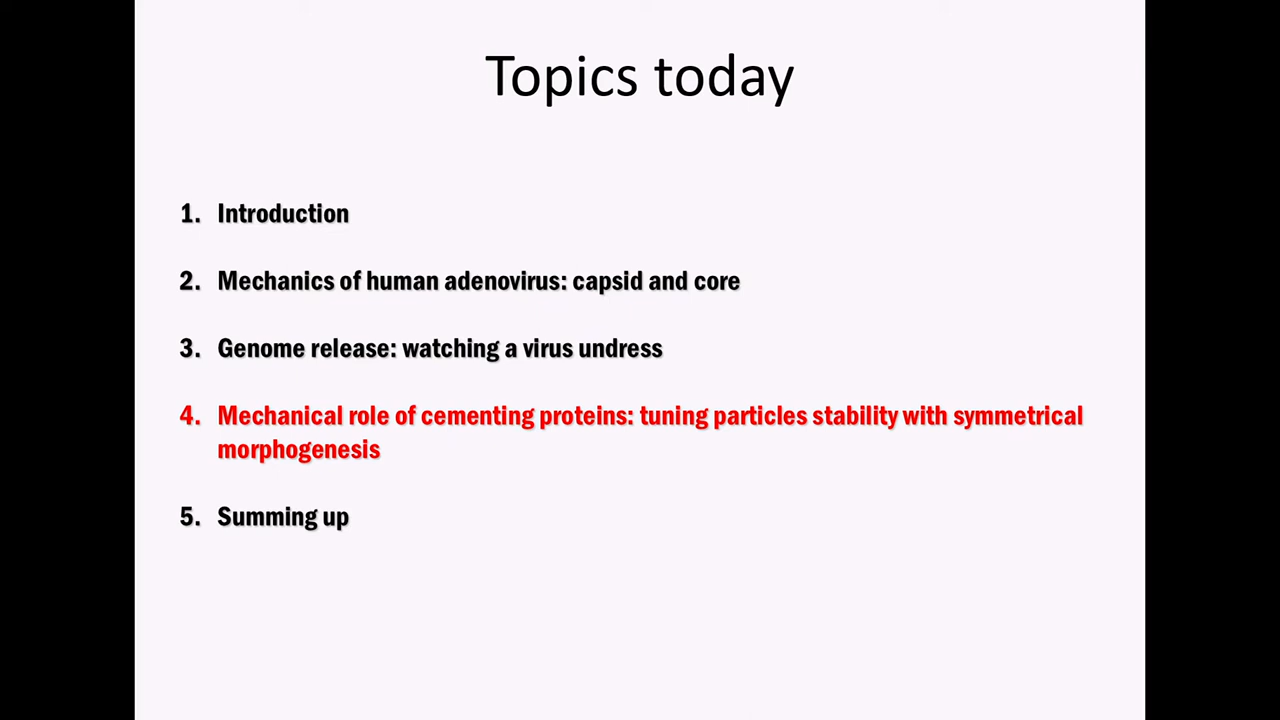 Topics today
1. Introduction
2. Mechanics of human adenovirus: capsid and core
3. Genome release: watching a virus undress
4. Mechanical role of cementing proteins: tuning particles stability with symmetrical
morphogenesis
5. Summing up